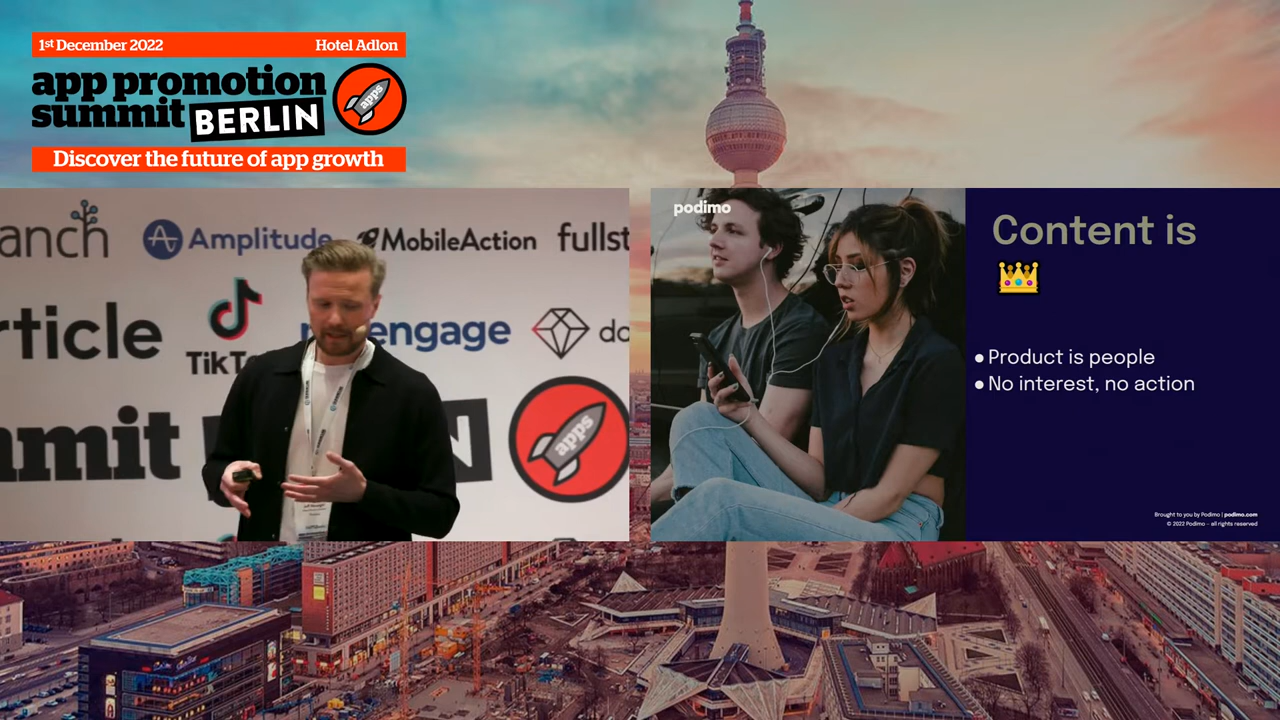 1st December 2022
Hotel Adlon
app promotion
summit BERLIN
apps
Discover the future of app growth
anch
Amplitude
MobileAction
fullst
rticle
TikTo
engage
do
mmit
N
apps
podimo
Content is
👑
● Product is people
● No interest, no action
Brought to you by Podimo | podimo.com
© 2022 Podimo – all rights reserved